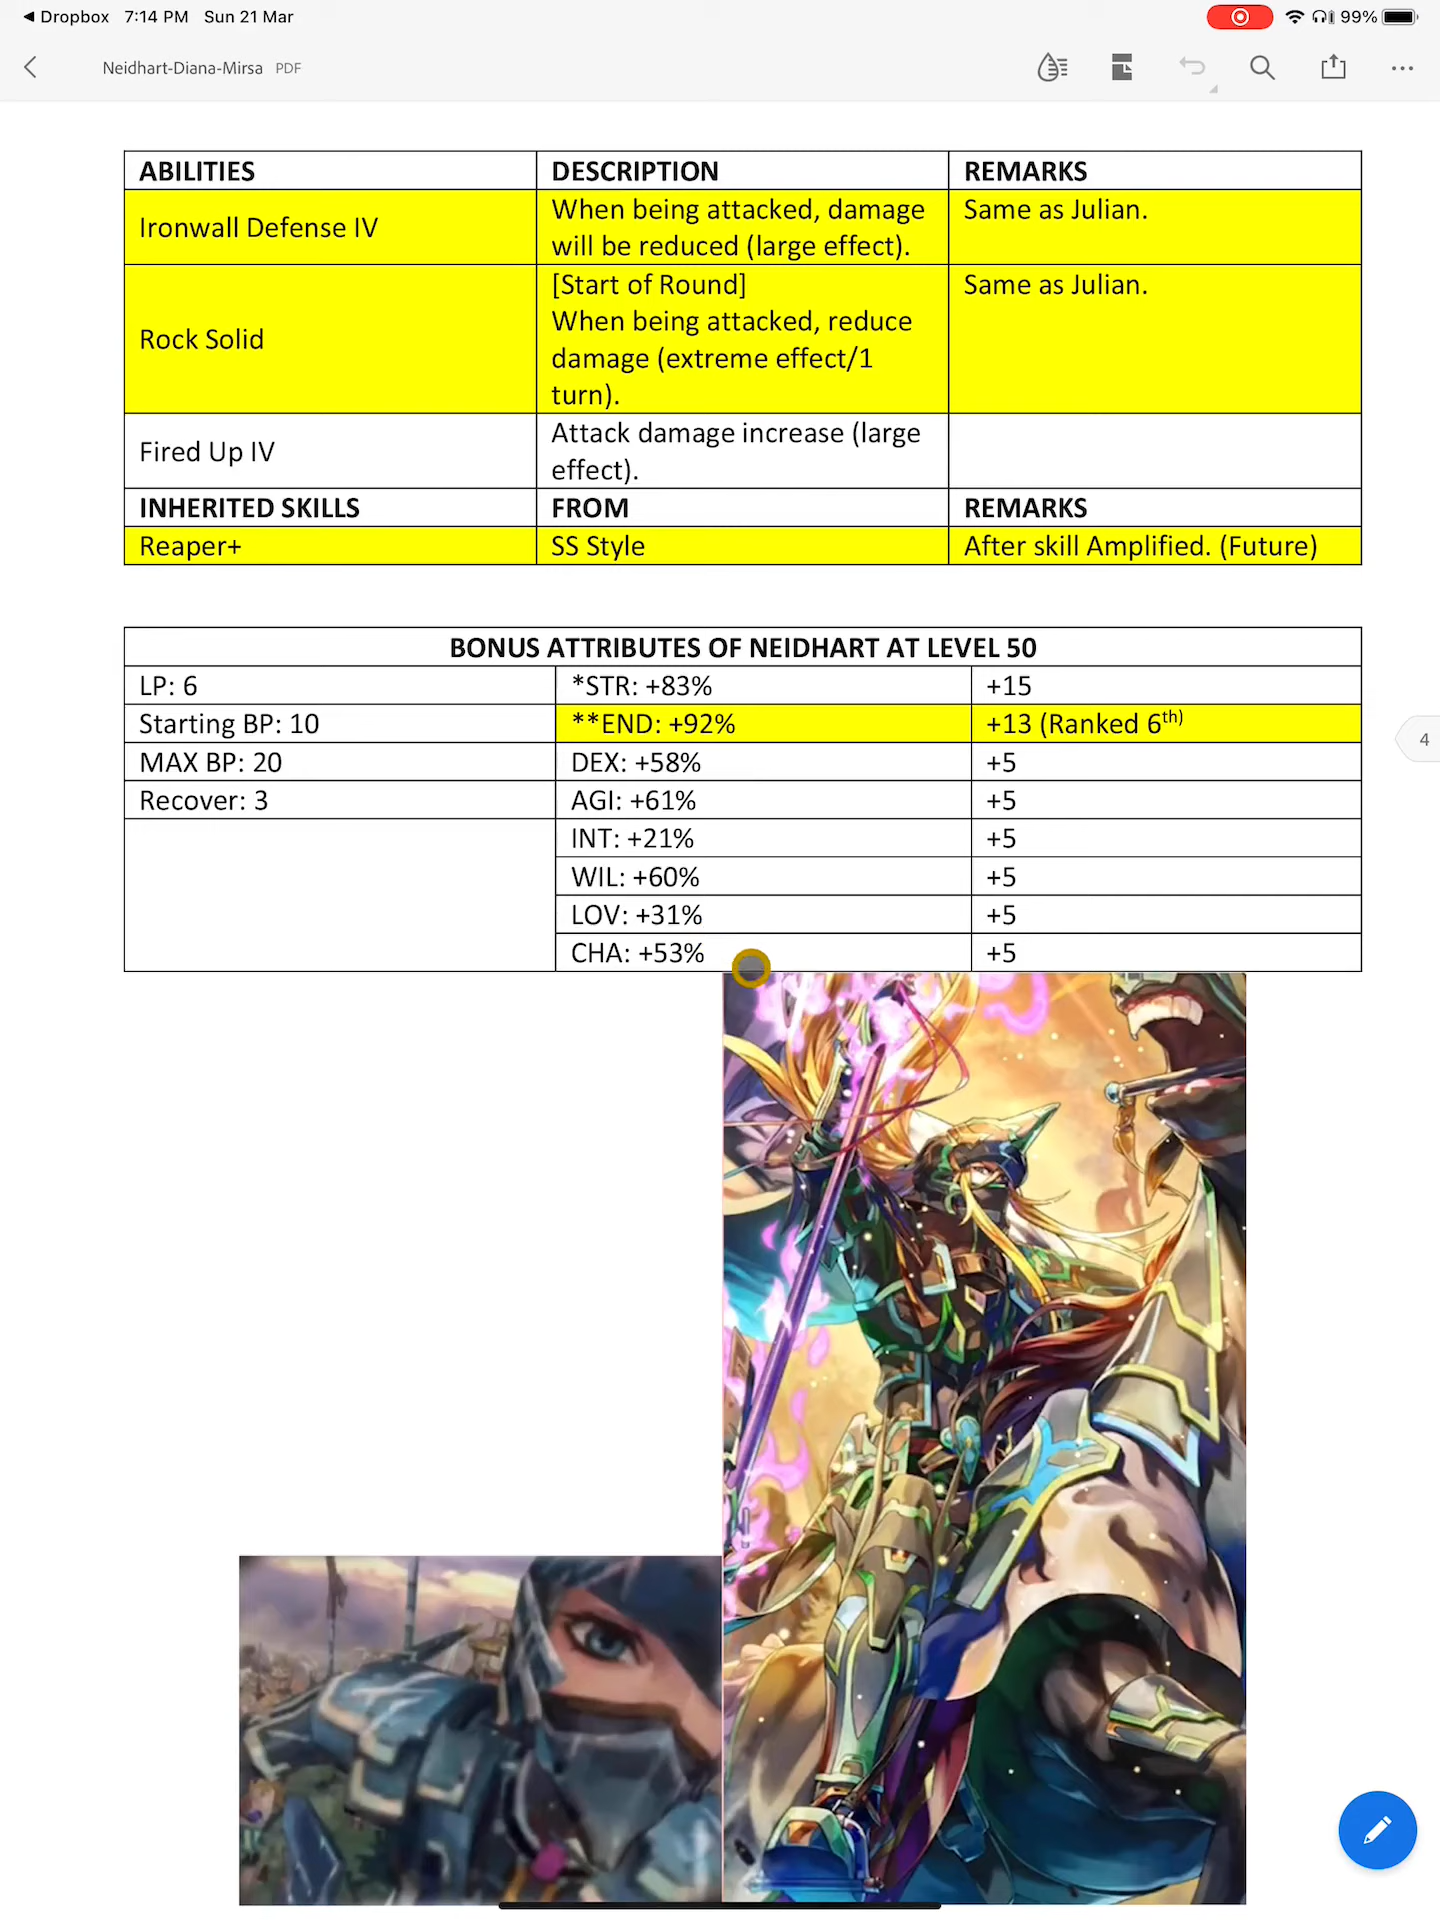 Dropbox 7:14 PM Sun 21 Mar 99%
Neidhart-Diana-Mirsa PDF
ABILITIES DESCRIPTION REMARKS
Ironwall Defense IV When being attacked, damage Same as Julian.
will be reduced (large effect).
Rock Solid [Start of Round] Same as Julian.
When being attacked, reduce
damage (extreme effect/1
turn).
Fired Up IV Attack damage increase (large
effect).
INHERITED SKILLS FROM REMARKS
Reaper+ SS Style After skill Amplified. (Future)
BONUS ATTRIBUTES OF NEIDHART AT LEVEL 50
LP: 6 *STR: +83% +15
Starting BP: 10 **END: +92% +13 (Ranked 6th)
MAX BP: 20 DEX: +58% +5
Recover: 3 AGI: +61% +5
INT: +21% +5
WIL: +60% +5
LOV: +31% +5
CHA: +53% +5
4